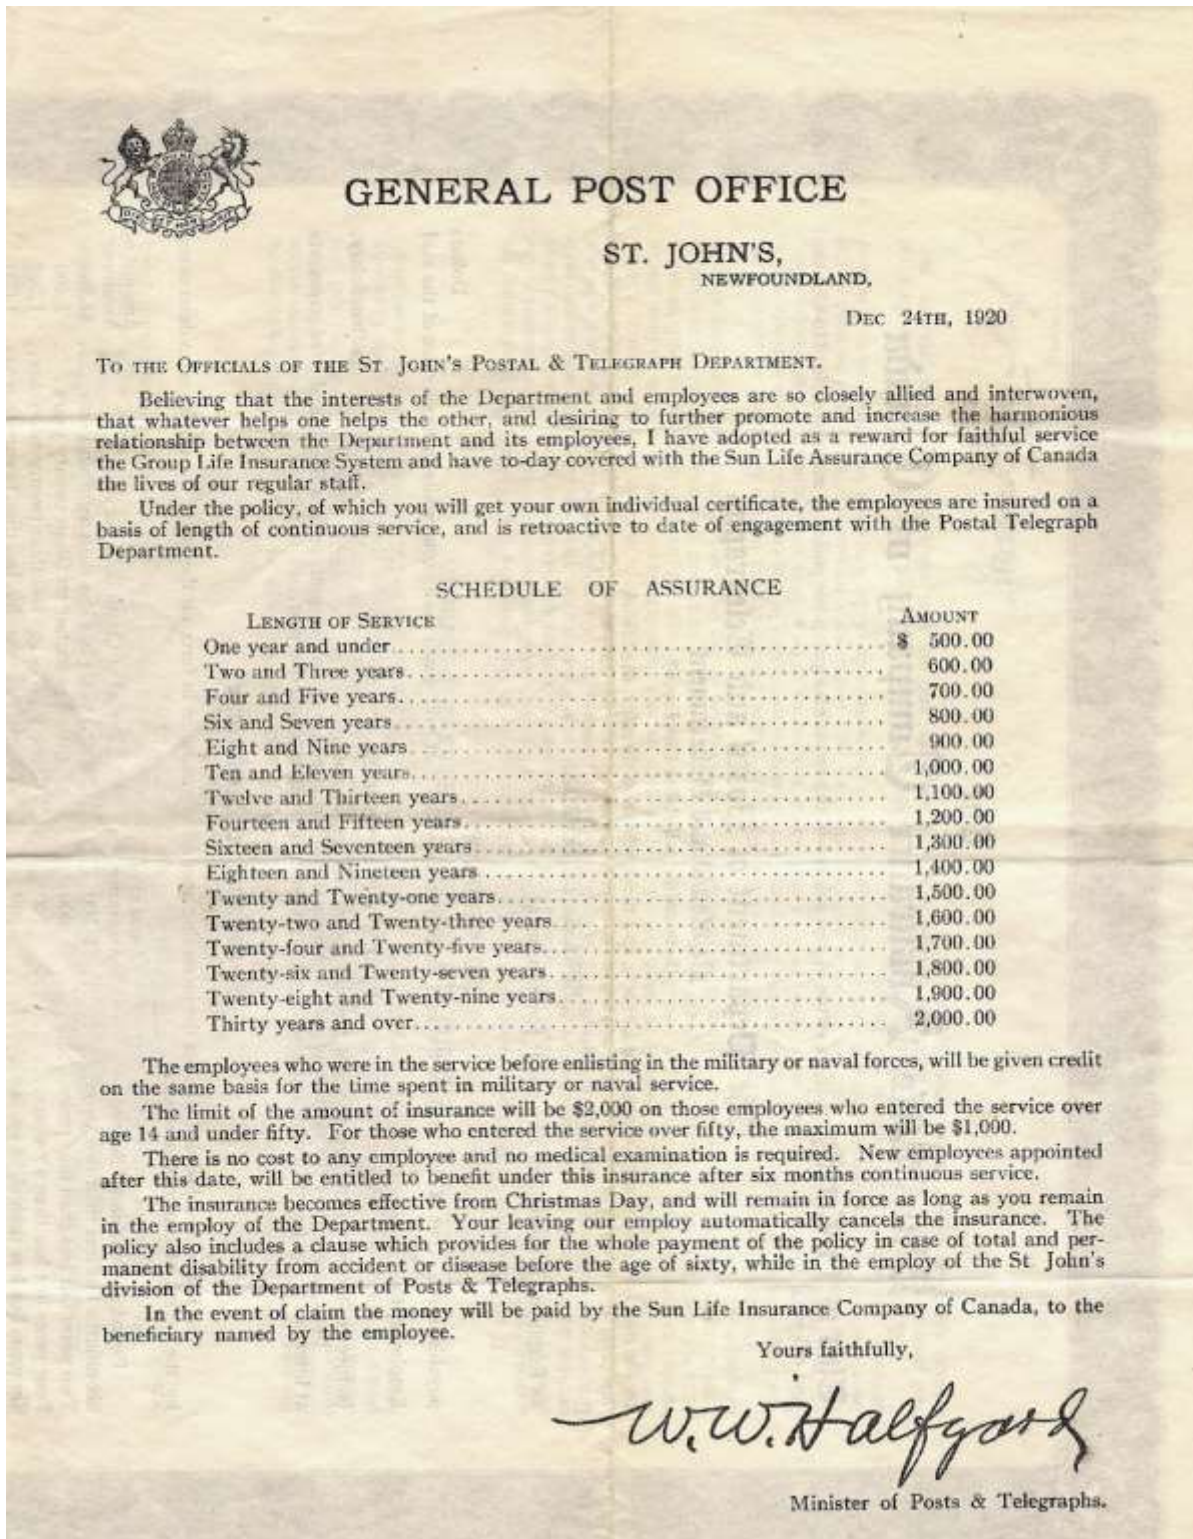 GENERAL POST OFFICE
ST. JOHN'S,
NEWFOUNDLAND,
DEC 24TH, 1920
TO THE OFFICIALS OF THE ST JOHN'S POSTAL & TELEGRAPH DEPARTMENT.
Believing that the interests of the Department and employees are so closely allied and interwoven,
that whatever helps one helps the other, and desiring to further promote and increase the harmonious
relationship between the Department and its employees, I have adopted as a reward for faithful service
the Group Life Insurance System and have to-day covered with the Sun Life Assurance Company of Canada
the lives of our regular staff.
Under the policy, of which you will get your own individual certificate, the employees are insured on a
basis of length of continuous service, and is retroactive to date of engagement with the Postal Telegraph
Department.
SCHEDULE OF ASSURANCE
LENGTH OF SERVICE AMOUNT
One year and under $ 500.00
Two and Three years 600.00
Four and Five years 700.00
Six and Seven years 800.00
Eight and Nine years 900.00
Ten and Eleven years 1,000.00
Twelve and Thirteen years 1,100.00
Fourteen and Fifteen years 1,200.00
Sixteen and Seventeen years 1,300.00
Eighteen and Nineteen years 1,400.00
Twenty and Twenty-one years 1,500.00
Twenty-two and Twenty-three years 1,600.00
Twenty-four and Twenty-five years 1,700.00
Twenty-six and Twenty-seven years 1,800.00
Twenty-eight and Twenty-nine years 1,900.00
Thirty years and over 2,000.00
The employees who were in the service before enlisting in the military or naval forces, will be given credit
on the same basis for the time spent in military or naval service.
The limit of the amount of insurance will be $2,000 on those employees who entered the service over
age 14 and under fifty. For those who entered the service over fifty, the maximum will be $1,000.
There is no cost to any employee and no medical examination is required. New employees appointed
after this date, will be entitled to benefit under this insurance after six months continuous service.
The insurance becomes effective from Christmas Day, and will remain in force as long as you remain
in the employ of the Department. Your leaving our employ automatically cancels the insurance. The
policy also includes a clause which provides for the whole payment of the policy in case of total and per-
manent disability from accident or disease before the age of sixty, while in the employ of the St John's
division of the Department of Posts & Telegraphs.
In the event of claim the money will be paid by the Sun Life Insurance Company of Canada, to the
beneficiary named by the employee.
Yours faithfully,
W. W. Halfyard
Minister of Posts & Telegraphs.